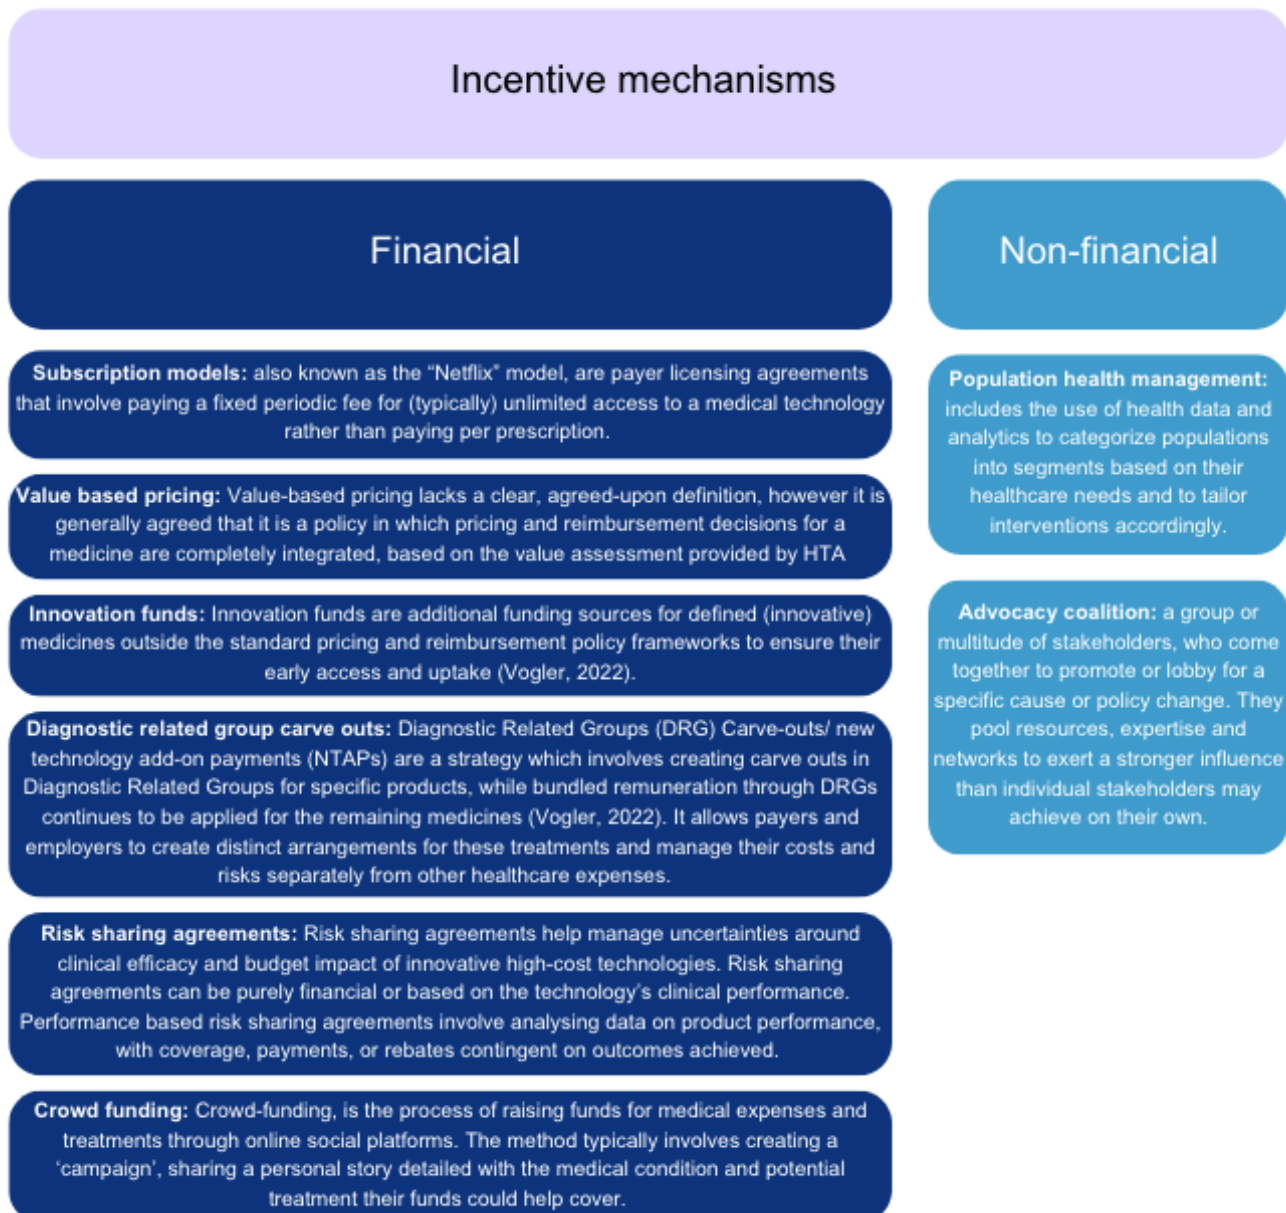 Incentive mechanisms
Financial
Subscription models: also known as the “Netflix” model, are payer licensing agreements
that involve paying a fixed periodic fee for (typically) unlimited access to a medical technology
rather than paying per prescription.
Value based pricing: Value-based pricing lacks a clear, agreed-upon definition, however it is
generally agreed that it is a policy in which pricing and reimbursement decisions for a
medicine are completely integrated, based on the value assessment provided by HTA
Innovation funds: Innovation funds are additional funding sources for defined (innovative)
medicines outside the standard pricing and reimbursement policy frameworks to ensure their
early access and uptake (Vogler, 2022).
Diagnostic related group carve outs: Diagnostic Related Groups (DRG) Carve-outs/ new
technology add-on payments (NTAPs) are a strategy which involves creating carve outs in
Diagnostic Related Groups for specific products, while bundled remuneration through DRGs
continues to be applied for the remaining medicines (Vogler, 2022). It allows payers and
employers to create distinct arrangements for these treatments and manage their costs and
risks separately from other healthcare expenses.
Risk sharing agreements: Risk sharing agreements help manage uncertainties around
clinical efficacy and budget impact of innovative high-cost technologies. Risk sharing
agreements can be purely financial or based on the technology’s clinical performance.
Performance based risk sharing agreements involve analysing data on product performance,
with coverage, payments, or rebates contingent on outcomes achieved.
Crowd funding: Crowd-funding, is the process of raising funds for medical expenses and
treatments through online social platforms. The method typically involves creating a
‘campaign’, sharing a personal story detailed with the medical condition and potential
treatment their funds could help cover.
Non-financial
Population health management:
includes the use of health data and
analytics to categorize populations
into segments based on their
healthcare needs and to tailor
interventions accordingly.
Advocacy coalition: a group or
multitude of stakeholders, who come
together to promote or lobby for a
specific cause or policy change. They
pool resources, expertise and
networks to exert a stronger influence
than individual stakeholders may
achieve on their own.